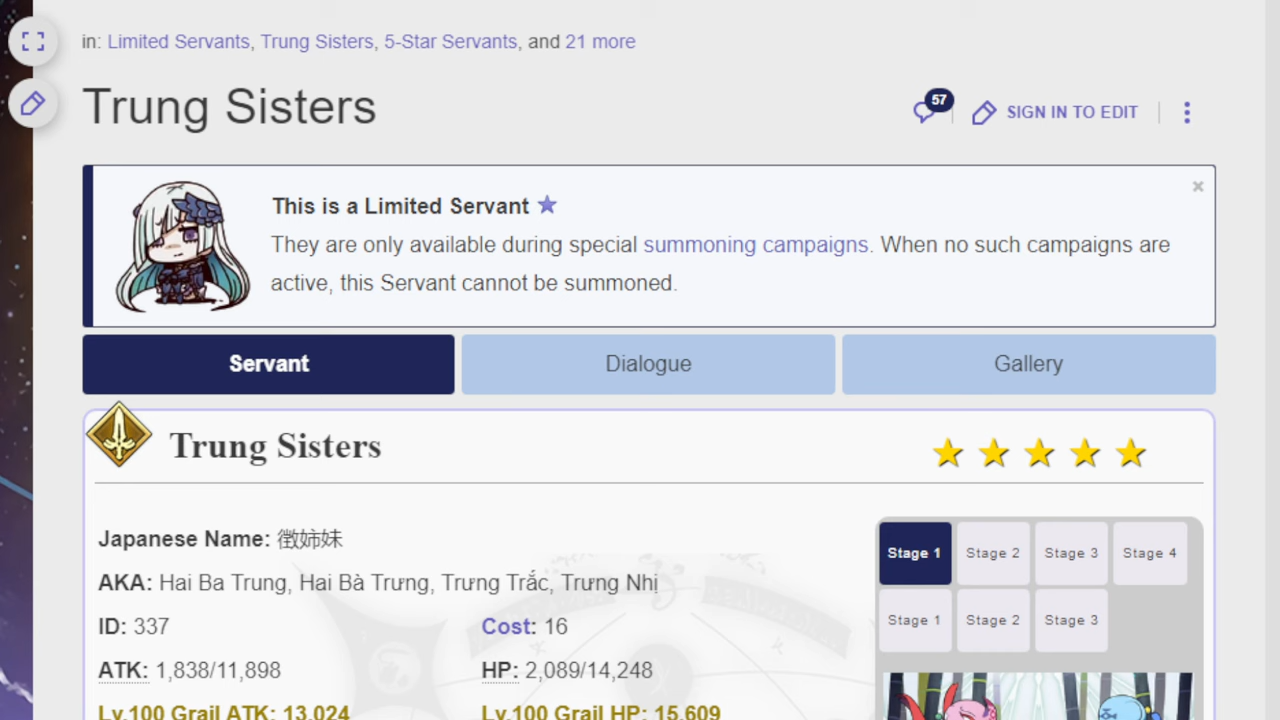 in: Limited Servants, Trung Sisters, 5-Star Servants, and 21 more
Trung Sisters
57
SIGN IN TO EDIT
This is a Limited Servant
They are only available during special summoning campaigns. When no such campaigns are
active, this Servant cannot be summoned.
Servant
Dialogue
Gallery
Trung Sisters
Japanese Name: 徴姉妹
AKA: Hai Ba Trung, Hai Bà Trưng, Trưng Trắc, Trưng Nhị
ID: 337
Cost: 16
ATK: 1,838/11,898
HP: 2,089/14,248
Lv.100 Grail ATK: 13,024
Lv.100 Grail HP: 15,609
Stage 1
Stage 2
Stage 3
Stage 4
Stage 1
Stage 2
Stage 3